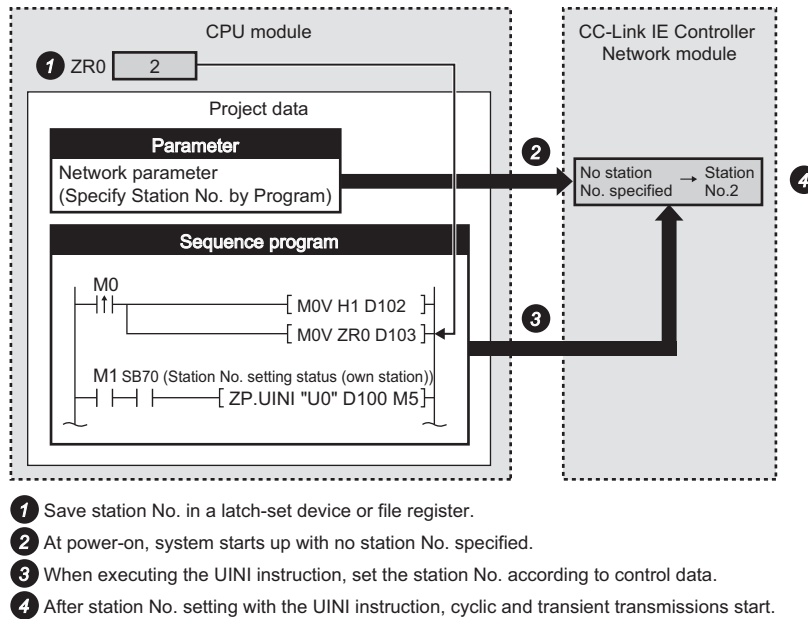 CPU module
CC-Link IE Controller
Network module
1 ZR0 2
Project data
Parameter
2
Network parameter
(Specify Station No. by Program)
No station
No. specified → Station
No.2
4
Sequence program
M0
M0V H1 D102
3
M0V ZR0 D103
M1 SB70 (Station No. setting status (own station))
ZP.UINI "U0" D100 M5
1 Save station No. in a latch-set device or file register.
2 At power-on, system starts up with no station No. specified.
3 When executing the UINI instruction, set the station No. according to control data.
4 After station No. setting with the UINI instruction, cyclic and transient transmissions start.